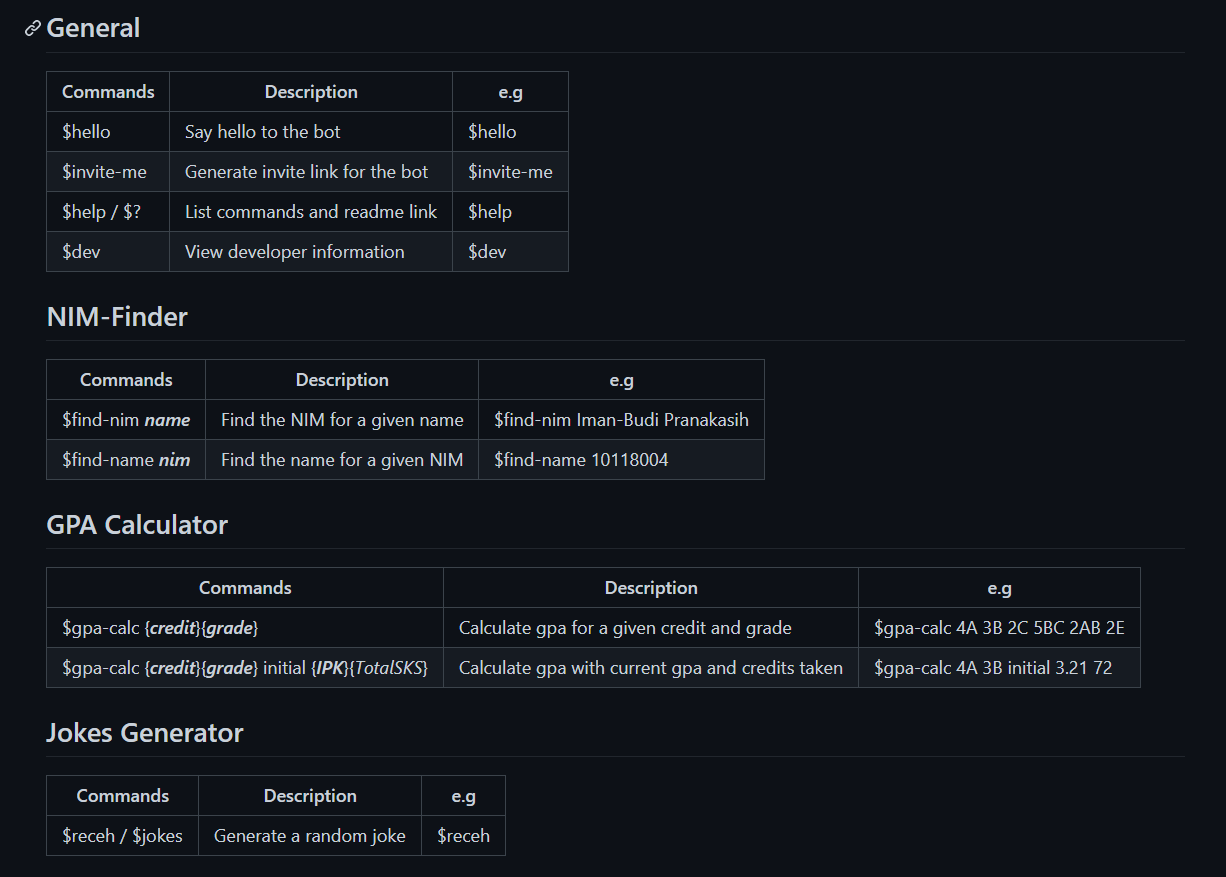 General
Commands Description e.g
$hello Say hello to the bot $hello
$invite-me Generate invite link for the bot $invite-me
$help / $? List commands and readme link $help
$dev View developer information $dev
NIM-Finder
Commands Description e.g
$find-nim name Find the NIM for a given name $find-nim Iman-Budi Pranakasih
$find-name nim Find the name for a given NIM $find-name 10118004
GPA Calculator
Commands Description e.g
$gpa-calc {credit}{grade} Calculate gpa for a given credit and grade $gpa-calc 4A 3B 2C 5BC 2AB 2E
$gpa-calc {credit}{grade} initial {IPK}{TotalSKS} Calculate gpa with current gpa and credits taken $gpa-calc 4A 3B initial 3.21 72
Jokes Generator
Commands Description e.g
$receh / $jokes Generate a random joke $receh